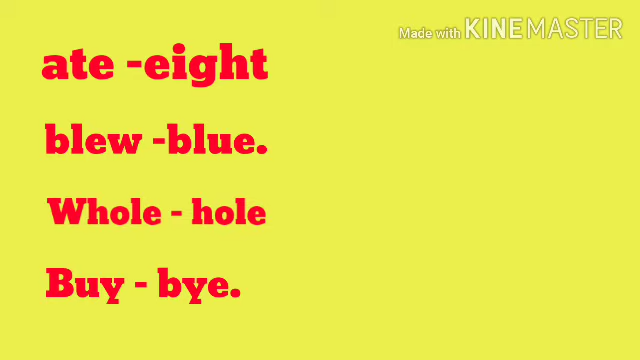 Made with KINEMASTER
ate -eight
blew -blue.
Whole - hole
Buy - bye.